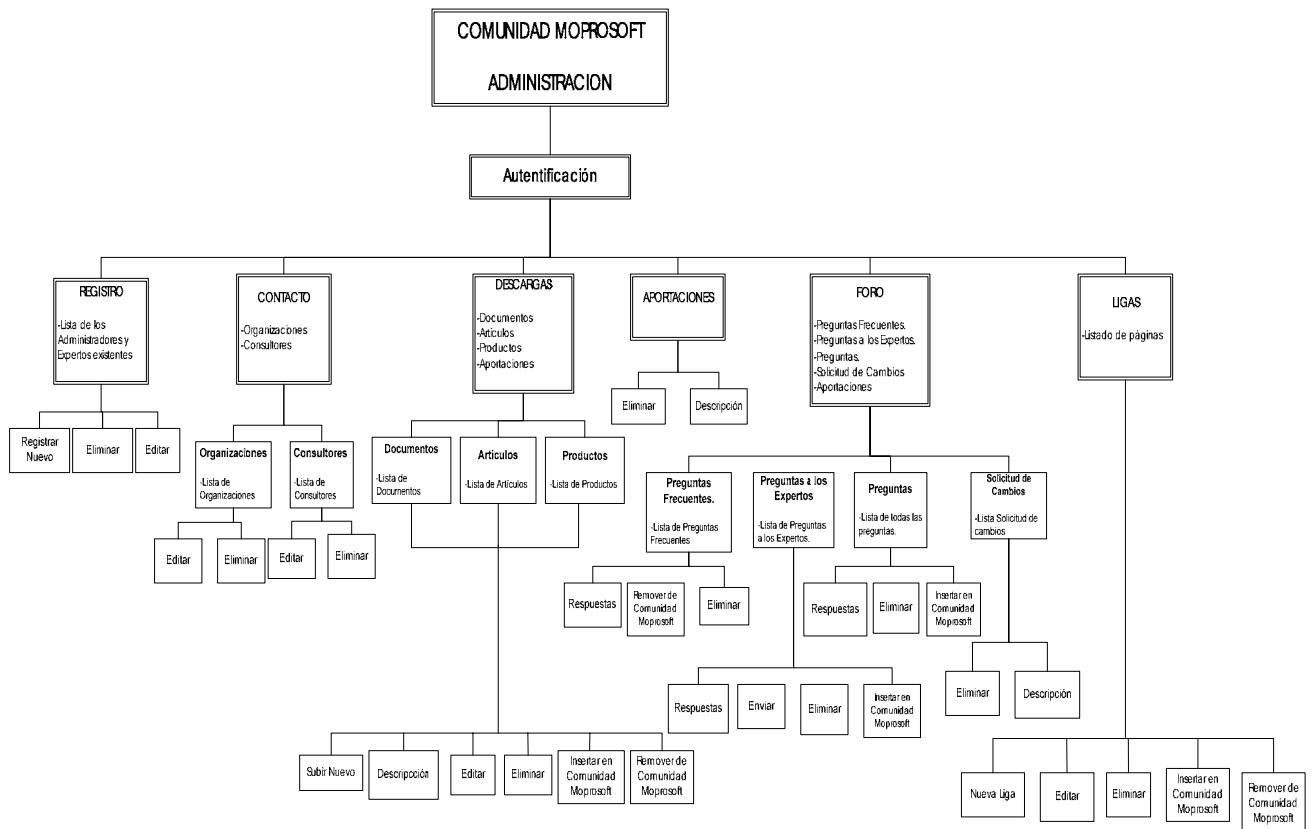 COMUNIDAD MOPROSOFT
ADMINISTRACION
Autentificación
REGISTRO
-Lista de los
Administradores y
Expertos existentes
CONTACTO
-Organizaciones
-Consultores
DESCARGAS
-Documentos
-Articulos
-Productos
-Aportaciones
APORTACIONES
FORO
-Preguntas Frecuentes.
-Preguntas a los Expertos.
-Preguntas.
-Solicitud de Cambios
-Aportaciones
LIGAS
-Listado de páginas
Registrar
Nuevo
Eliminar
Editar
Organizaciones
-Lista de
Organizaciones
Consultores
-Lista de
Consultores
Editar
Eliminar
Editar
Eliminar
Documentos
-Lista de
Documentos
Articulos
-Lista de Artículos
Productos
-Lista de Productos
Eliminar
Descripción
Preguntas
Frecuentes.
-Lista de Preguntas
Frecuentes
Preguntas a los
Expertos
-Lista de Preguntas
a los Expertos.
Preguntas
-Lista de todas las
preguntas.
Solicitud de
Cambios
-Lista Solicitud de
cambios
Respuestas
Remover de
Comunidad
Moprosoft
Eliminar
Respuestas
Eliminar
Insertar en
Comunidad
Moprosoft
Respuestas
Enviar
Eliminar
Insertar en
Comunidad
Moprosoft
Eliminar
Descripción
Subir Nuevo
Descripcción
Editar
Eliminar
Insertar en
Comunidad
Moprosoft
Remover de
Comunidad
Moprosoft
Nueva Liga
Editar
Eliminar
Insertar en
Comunidad
Moprosoft
Remover de
Comunidad
Moprosoft